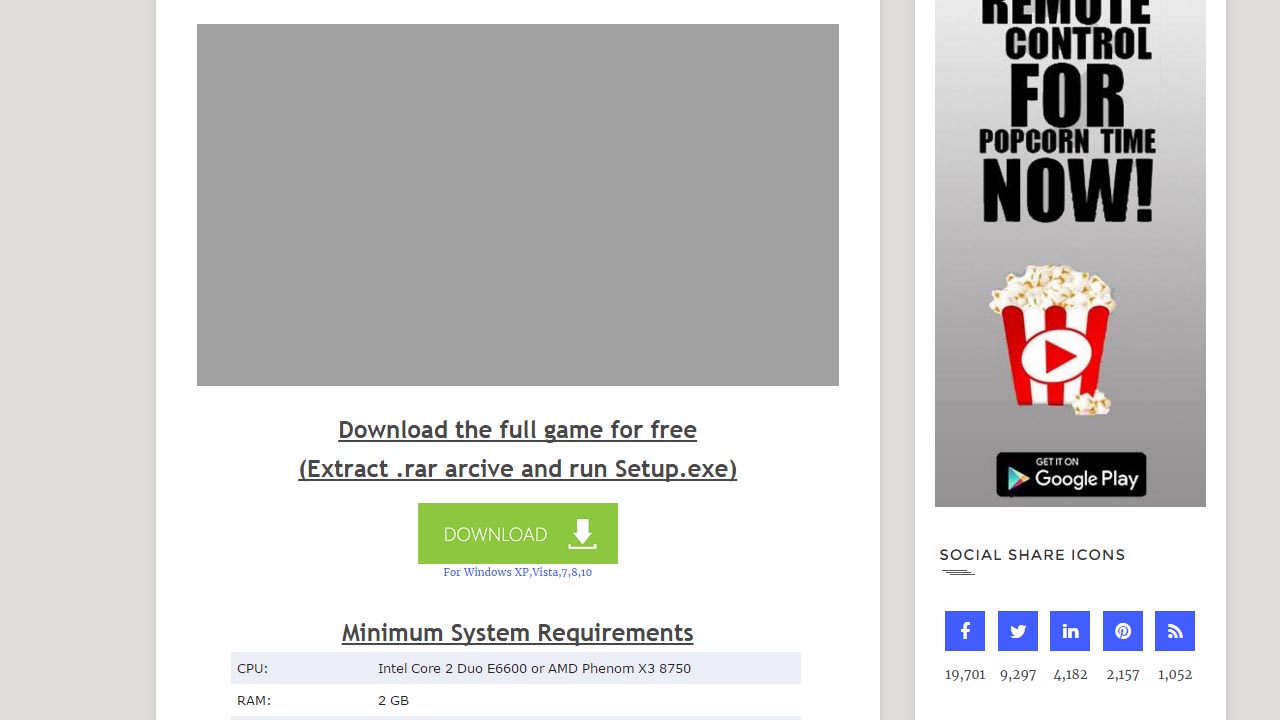 Download the full game for free
(Extract .rar arcive and run Setup.exe)
DOWNLOAD
For Windows XP,Vista,7,8,10
Minimum System Requirements
CPU: Intel Core 2 Duo E6600 or AMD Phenom X3 8750
RAM: 2 GB
REMOTE
CONTROL
FOR
POPCORN TIME
NOW!
GET IT ON
Google Play
SOCIAL SHARE ICONS
19,701 9,297 4,182 2,157 1,052